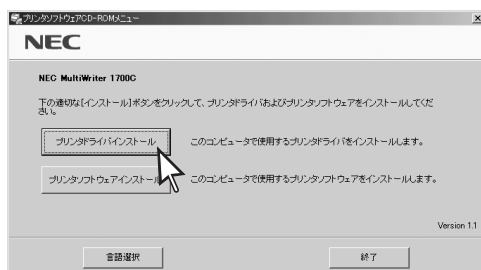 プリンタソフトウェアCD-ROMメニュー
NEC
NEC MultiWriter 1700C
下の適切な[インストール]ボタンをクリックして、プリンタドライバおよびプリンタソフトウェアをインストールしてくだ
さい。
プリンタドライバインストール
このコンピュータで使用するプリンタドライバをインストールします。
プリンタソフトウェアインストール
このコンピュータで使用するプリンタソフトウェアをインストールします。
Version 1.1
言語選択
終了